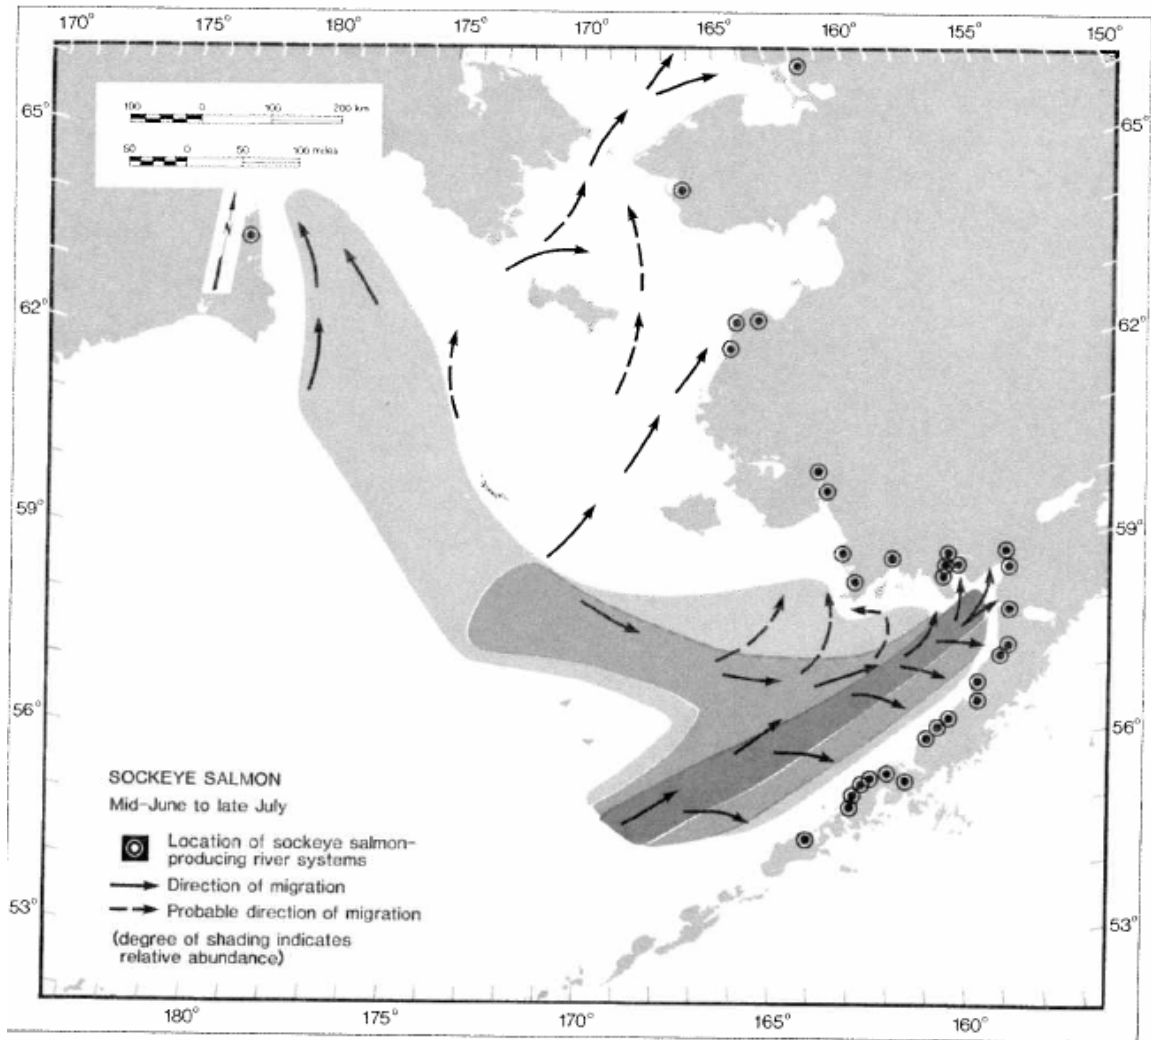 170° 175° 180° 175° 170° 165° 160° 155° 150°
100 0 100 200 km
50 0 50 100 miles
65° 65°
62° 62°
59° 59°
56° 56°
SOCKEYE SALMON
Mid-June to late July
Location of sockeye salmon-
producing river systems
Direction of migration
Probable direction of migration
(degree of shading indicates
relative abundance)
53° 53°
180° 175° 170° 165° 160°